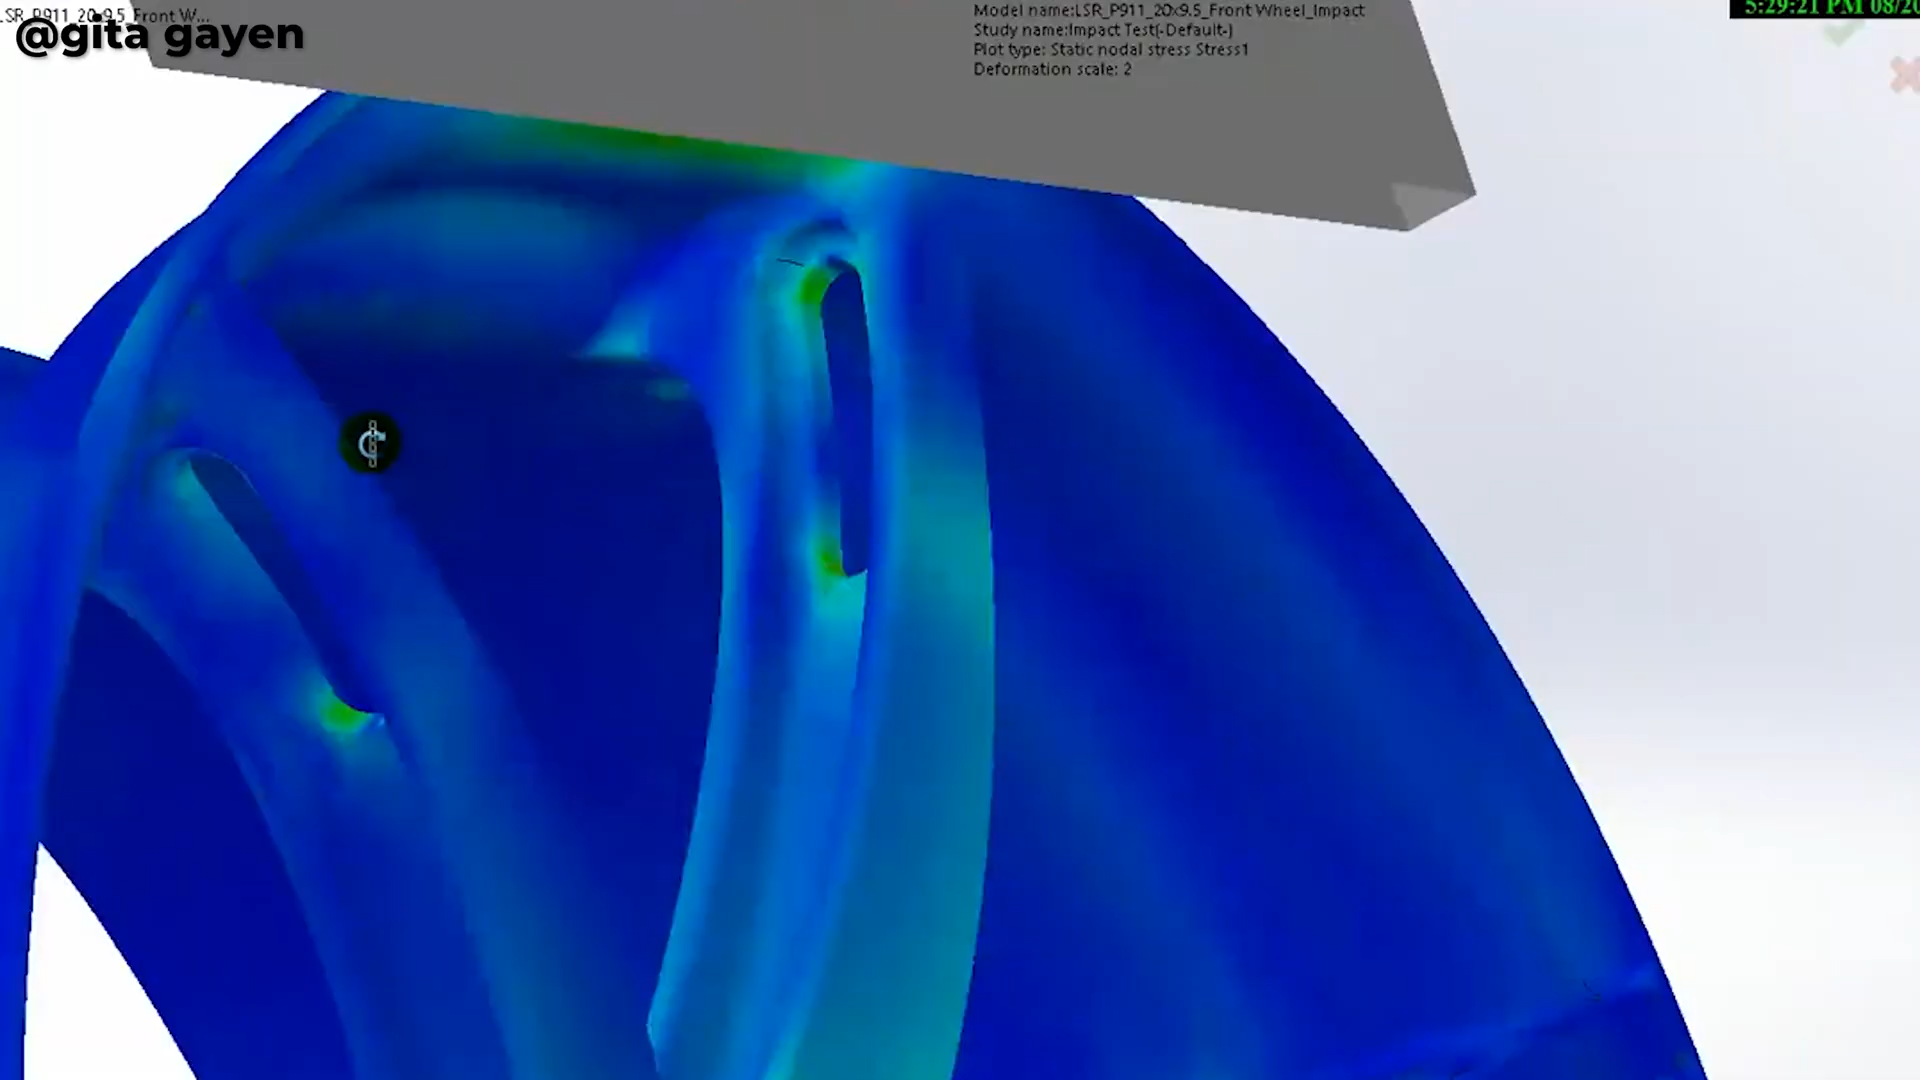 LSR_P911_20x9.5_Front W...
@gita gayen
Model name:LSR_P911_20x9.5_Front Wheel_Impact
Study name:Impact Test(-Default-)
Plot type: Static nodal stress Stress1
Deformation scale: 2
5:29:21 PM 08/20